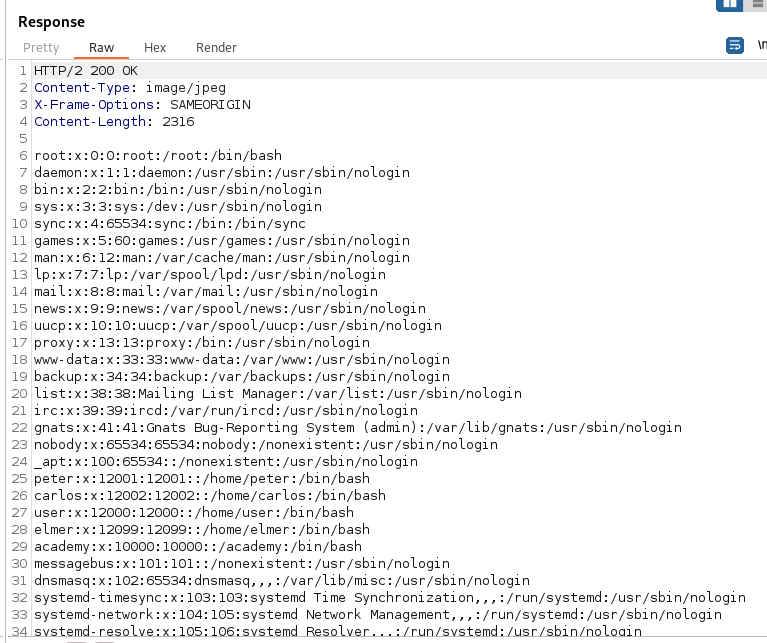 Response
Pretty Raw Hex Render \n
1 HTTP/2 200 OK
2 Content-Type: image/jpeg
3 X-Frame-Options: SAMEORIGIN
4 Content-Length: 2316
5
6 root:x:0:0:root:/root:/bin/bash
7 daemon:x:1:1:daemon:/usr/sbin:/usr/sbin/nologin
8 bin:x:2:2:bin:/bin:/usr/sbin/nologin
9 sys:x:3:3:sys:/dev:/usr/sbin/nologin
10 sync:x:4:65534:sync:/bin:/bin/sync
11 games:x:5:60:games:/usr/games:/usr/sbin/nologin
12 man:x:6:12:man:/var/cache/man:/usr/sbin/nologin
13 lp:x:7:7:lp:/var/spool/lpd:/usr/sbin/nologin
14 mail:x:8:8:mail:/var/mail:/usr/sbin/nologin
15 news:x:9:9:news:/var/spool/news:/usr/sbin/nologin
16 uucp:x:10:10:uucp:/var/spool/uucp:/usr/sbin/nologin
17 proxy:x:13:13:proxy:/bin:/usr/sbin/nologin
18 www-data:x:33:33:www-data:/var/www:/usr/sbin/nologin
19 backup:x:34:34:backup:/var/backups:/usr/sbin/nologin
20 list:x:38:38:Mailing List Manager:/var/list:/usr/sbin/nologin
21 irc:x:39:39:ircd:/var/run/ircd:/usr/sbin/nologin
22 gnats:x:41:41:Gnats Bug-Reporting System (admin):/var/lib/gnats:/usr/sbin/nologin
23 nobody:x:65534:65534:nobody:/nonexistent:/usr/sbin/nologin
24 _apt:x:100:65534::/nonexistent:/usr/sbin/nologin
25 peter:x:12001:12001::/home/peter:/bin/bash
26 carlos:x:12002:12002::/home/carlos:/bin/bash
27 user:x:12000:12000::/home/user:/bin/bash
28 elmer:x:12099:12099::/home/elmer:/bin/bash
29 academy:x:10000:10000::/academy:/bin/bash
30 messagebus:x:101:101::/nonexistent:/usr/sbin/nologin
31 dnsmasq:x:102:65534:dnsmasq,,,:/var/lib/misc:/usr/sbin/nologin
32 systemd-timesync:x:103:103:systemd Time Synchronization,,,:/run/systemd:/usr/sbin/nologin
33 systemd-network:x:104:105:systemd Network Management,,,:/run/systemd:/usr/sbin/nologin
34 systemd-resolve:x:105:106:systemd Resolver,,,:/run/systemd:/usr/sbin/nologin